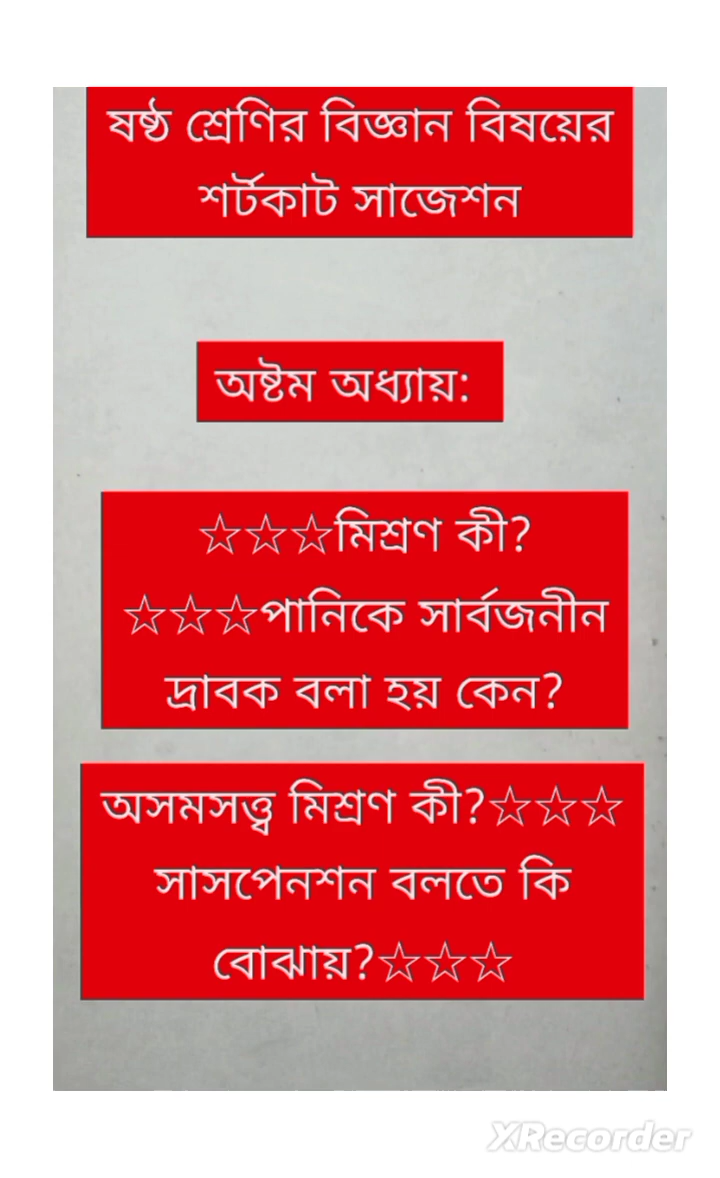 ষষ্ঠ শ্রেণির বিজ্ঞান বিষয়ের
শর্টকাট সাজেশন
অষ্টম অধ্যায়:
☆☆☆মিশ্রণ কী?
☆☆☆পানিকে সার্বজনীন
দ্রাবক বলা হয় কেন?
অসমসত্ত্ব মিশ্রণ কী?☆☆☆
সাসপেনশন বলতে কি
বোঝায়?☆☆☆
XRecorder